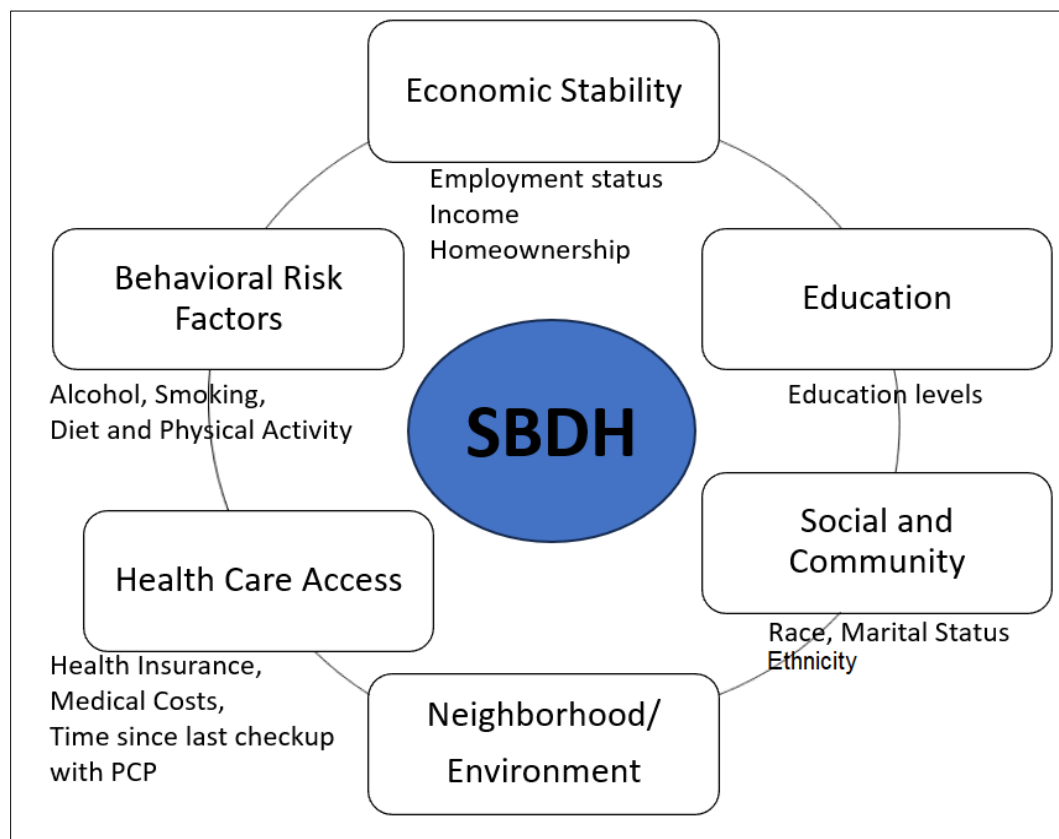 Economic Stability
Employment status
Income
Homeownership
Behavioral Risk
Factors
Alcohol, Smoking,
Diet and Physical Activity
Education
Education levels
SBDH
Social and
Community
Race, Marital Status
Ethnicity
Health Care Access
Health Insurance,
Medical Costs,
Time since last checkup
with PCP
Neighborhood/
Environment